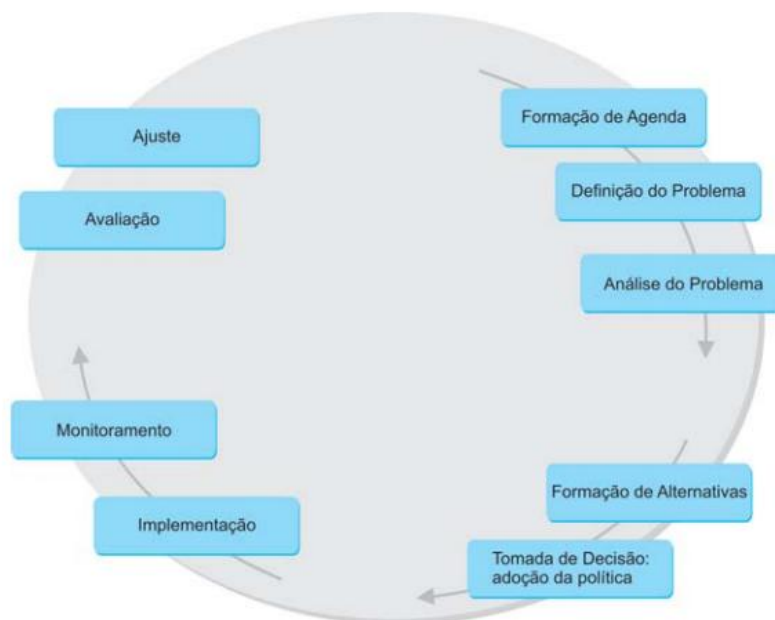 Formação de Agenda
Definição do Problema
Análise do Problema
Formação de Alternativas
Tomada de Decisão:
adoção da política
Implementação
Monitoramento
Avaliação
Ajuste